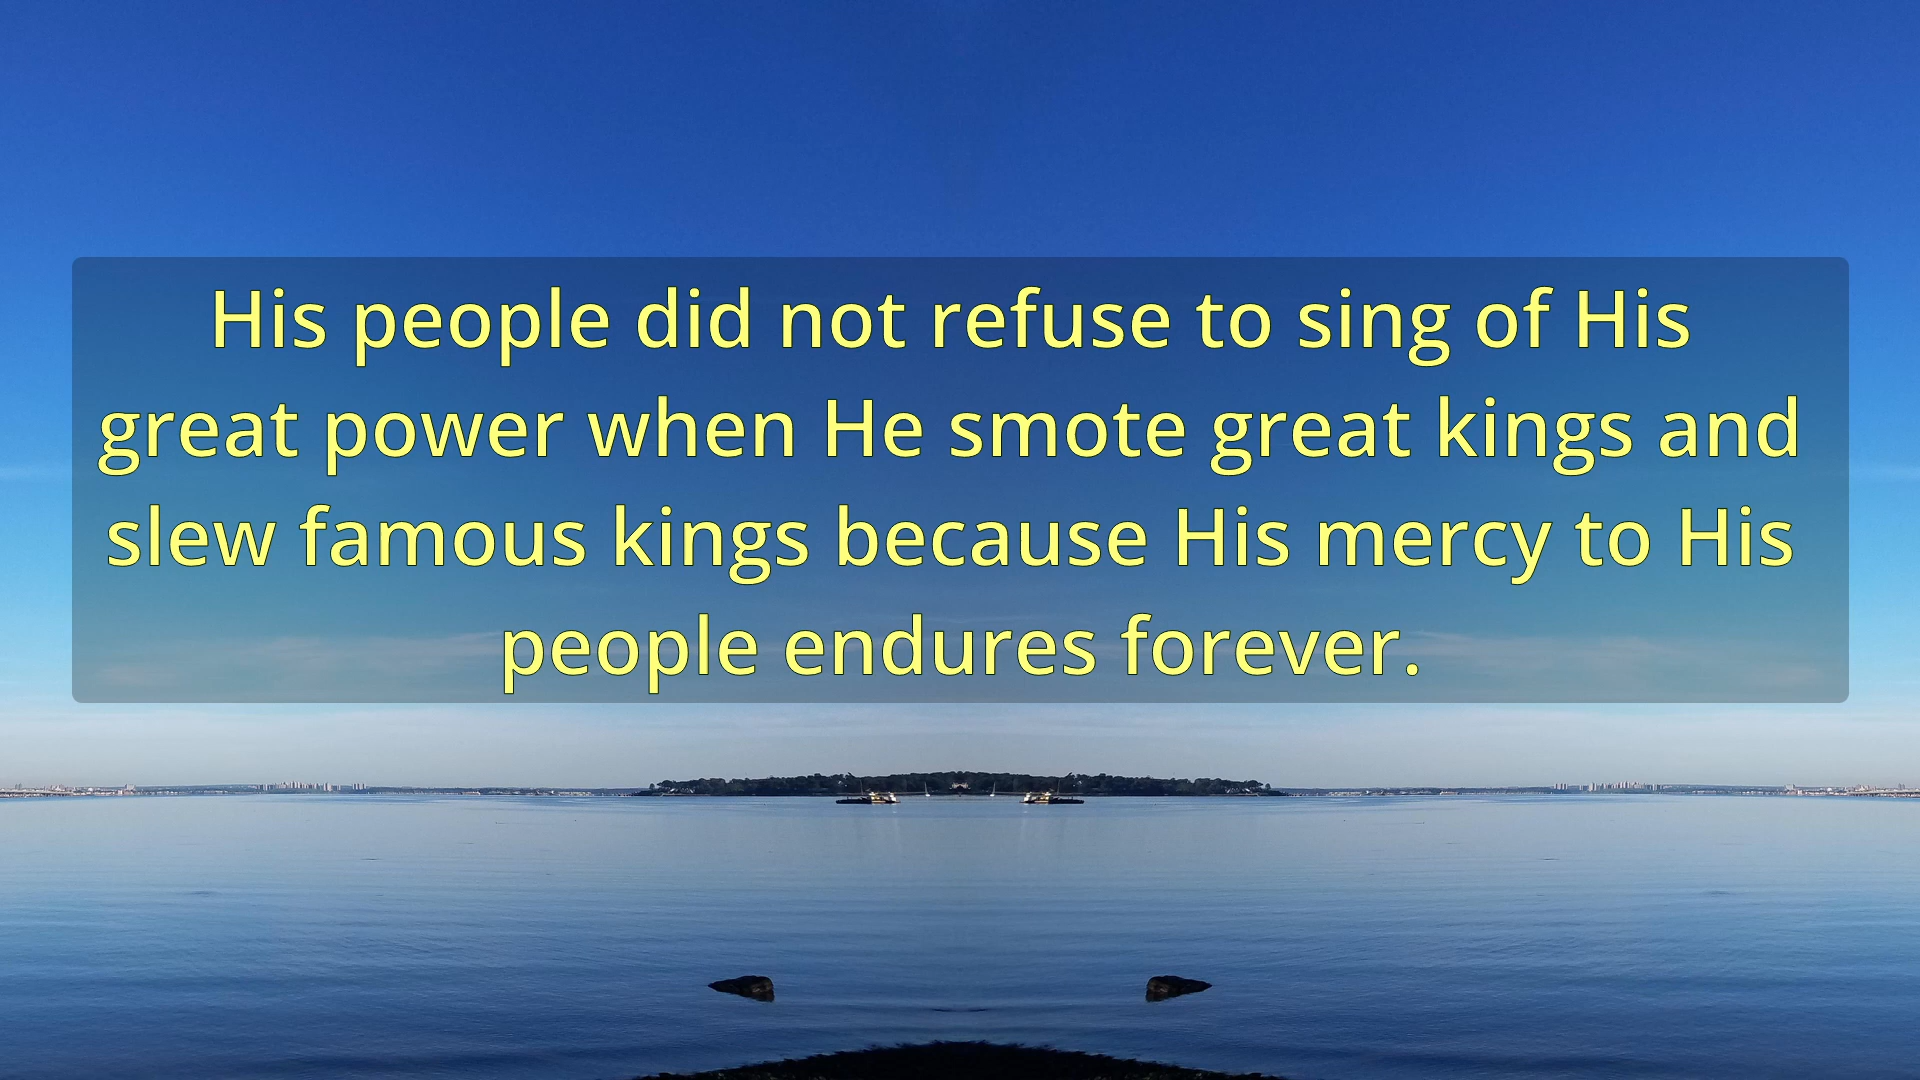 His people did not refuse to sing of His
great power when He smote great kings and
slew famous kings because His mercy to His
people endures forever.